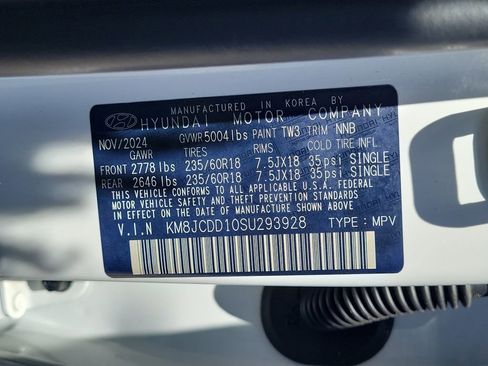 MANUFACTURED IN KOREA BY
HYUNDAI MOTOR COMPANY
NOV/2024 GVWR 5004lbs PAINT TW3 TRIM NNB
GAWR TIRES RIMS COLD TIRE INFL
FRONT 2778 lbs 235/60R18 7.5JX18 35psi SINGLE
REAR 2646 lbs 235/60R18 7.5JX18 35psi SINGLE
THIS VEHICLE CONFORMS TO ALL APPLICABLE U.S.A. FEDERAL
MOTOR VEHICLE SAFETY AND BUMPER AND THEFT PREVENTION STANDARDS
IN EFFECT ON THE DATE OF MANUFACTURE SHOWN ABOVE.
V.I.N KM8JCDD10SU293928 TYPE : MPV